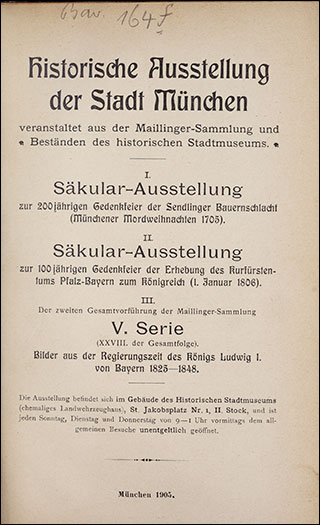 Bav. 164 f
Historische Ausstellung
der Stadt München
veranstaltet aus der Maillinger-Sammlung und
* Beständen des historischen Stadtmuseums. *
I.
Säkular-Ausstellung
zur 200jährigen Gedenkfeier der Sendlinger Bauernschlacht
(Münchener Mordweihnachten 1705).
II.
Säkular-Ausstellung
zur 100jährigen Gedenkfeier der Erhebung des Kurfürsten-
tums Pfalz-Bayern zum Königreich (1. Januar 1806).
III.
Der zweiten Gesamtvorführung der Maillinger-Sammlung
V. Serie
(XXVIII. der Gesamtfolge).
Bilder aus der Regierungszeit des Königs Ludwig I.
von Bayern 1825—1848.
Die Ausstellung befindet sich im Gebäude des Historischen Stadtmuseums
(ehemaliges Landwehrzeughaus), St. Jakobsplatz Nr. 1, II. Stock, und ist
jeden Sonntag, Dienstag und Donnerstag von 9—1 Uhr vormittags dem all-
gemeinen Besuche unentgeltlich geöffnet.
München 1905.